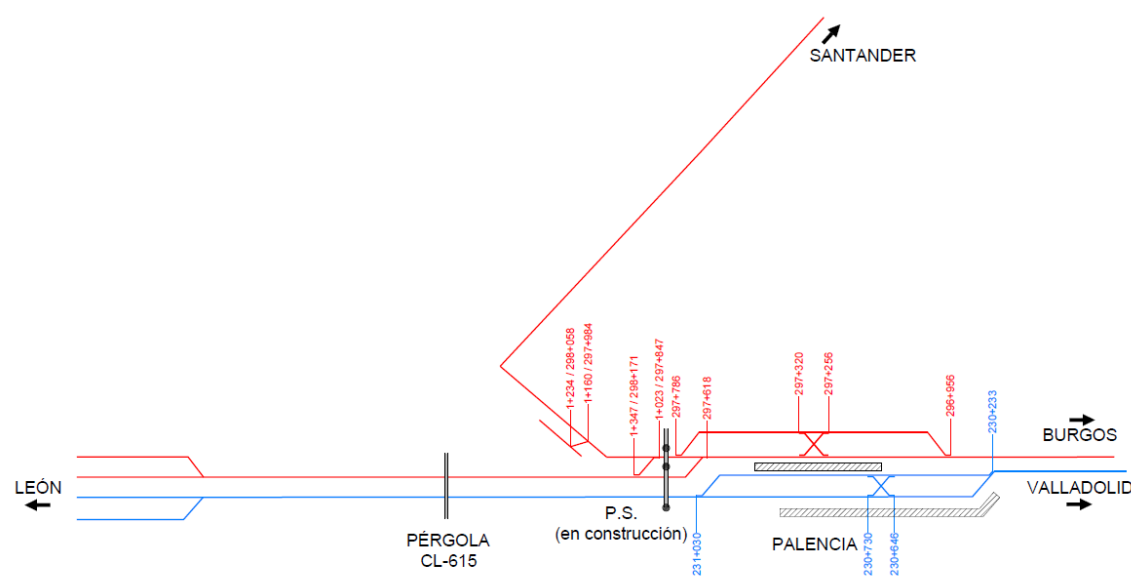 SANTANDER
1+234 / 298+058
1+160 / 297+984
1+347 / 298+171
1+023 / 297+847
297+786
297+618
297+320
297+256
296+956
230+233
BURGOS
LEÓN
VALLADOLID
P.S.
(en construcción)
PÉRGOLA
CL-615
231+030
PALENCIA
230+730
230+646